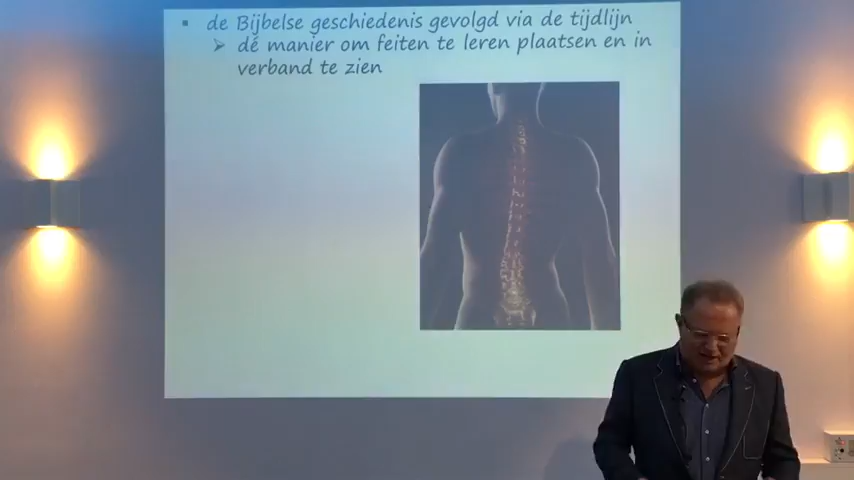 ▪ de Bijbelse geschiedenis gevolgd via de tijdlijn
➢ dé manier om feiten te leren plaatsen en in
verband te zien